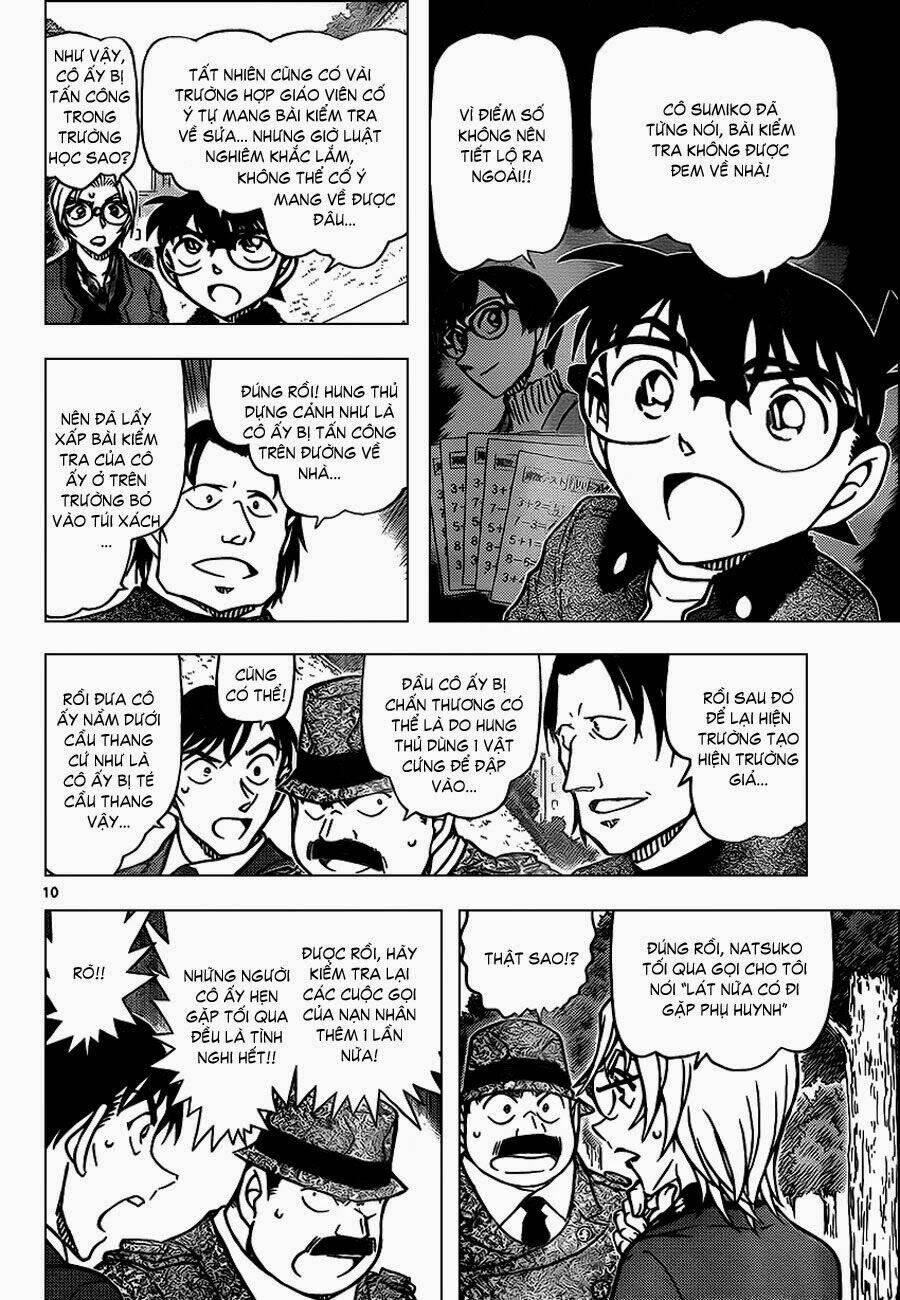 CÔ SUMIKO ĐÃ
TỪNG NÓI, BÀI KIỂM
TRA KHÔNG ĐƯỢC
ĐEM VỀ NHÀ!
VÌ ĐIỂM SỐ
KHÔNG NÊN
TIẾT LỘ RA
NGOÀI!!
TẤT NHIÊN CŨNG CÓ VÀI
TRƯỜNG HỢP GIÁO VIÊN CỐ
Ý TỰ MANG BÀI KIỂM TRA
VỀ SỬA... NHƯNG GIỜ LUẬT
NGHIÊM KHẮC LẮM,
KHÔNG THỂ CỐ Ý
MANG VỀ ĐƯỢC
ĐÂU...
NHƯ VẬY,
CÔ ẤY BỊ
TẤN CÔNG
TRONG
TRƯỜNG
HỌC SAO?
ĐÚNG RỒI! HUNG THỦ
DỰNG CẢNH NHƯ LÀ
CÔ ẤY BỊ TẤN CÔNG
TRÊN ĐƯỜNG VỀ
NHÀ...
NÊN ĐÃ LẤY
XẤP BÀI KIỂM
TRA CỦA CÔ
ẤY Ở TRÊN
TRƯỜNG BỎ
VÀO TÚI XÁCH
...
RỒI SAU ĐÓ
ĐỂ LẠI HIỆN
TRƯỜNG TẠO
HIỆN TRƯỜNG
GIẢ...
ĐẦU CÔ ẤY BỊ
CHẤN THƯƠNG CÓ
THỂ LÀ DO HUNG
THỦ DÙNG 1 VẬT
CỨNG ĐỂ ĐẬP
VÀO...
CŨNG
CÓ THỂ!
RỒI ĐƯA CÔ
ẤY NẰM DƯỚI
CẦU THANG
CỨ NHƯ LÀ
CÔ ẤY BỊ TÉ
CẦU THANG
VẬY...
10
ĐÚNG RỒI, NATSUKO
TỐI QUA GỌI CHO TÔI
NÓI "LÁT NỮA CÓ ĐI
GẶP PHỤ HUYNH"
THẬT SAO!?
ĐƯỢC RỒI, HÃY
KIỂM TRA LẠI
CÁC CUỘC GỌI
CỦA NẠN NHÂN
THÊM 1 LẦN
NỮA!
NHỮNG NGƯỜI
CÔ ẤY HẸN
GẶP TỐI QUA
ĐỀU LÀ TÌNH
NGHI HẾT!!
RÕ!!